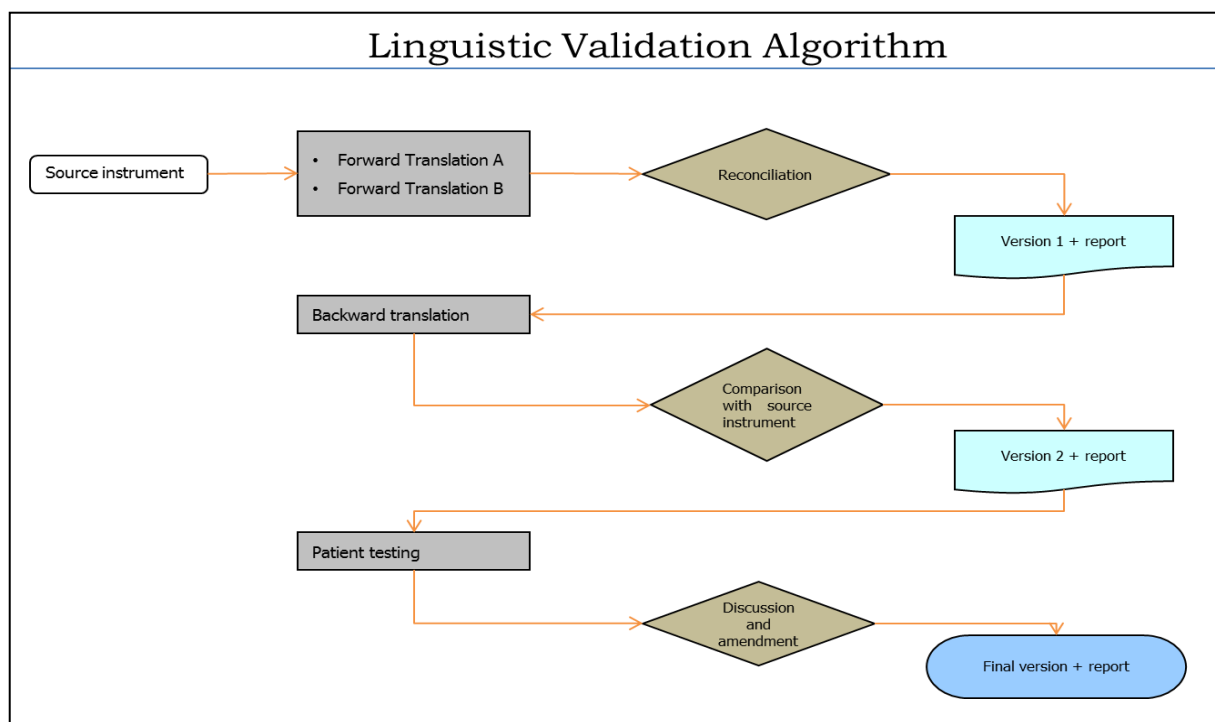 Linguistic Validation Algorithm
Source instrument
• Forward Translation A
• Forward Translation B
Reconciliation
Version 1 + report
Backward translation
Comparison
with source
instrument
Version 2 + report
Patient testing
Discussion
and
amendment
Final version + report